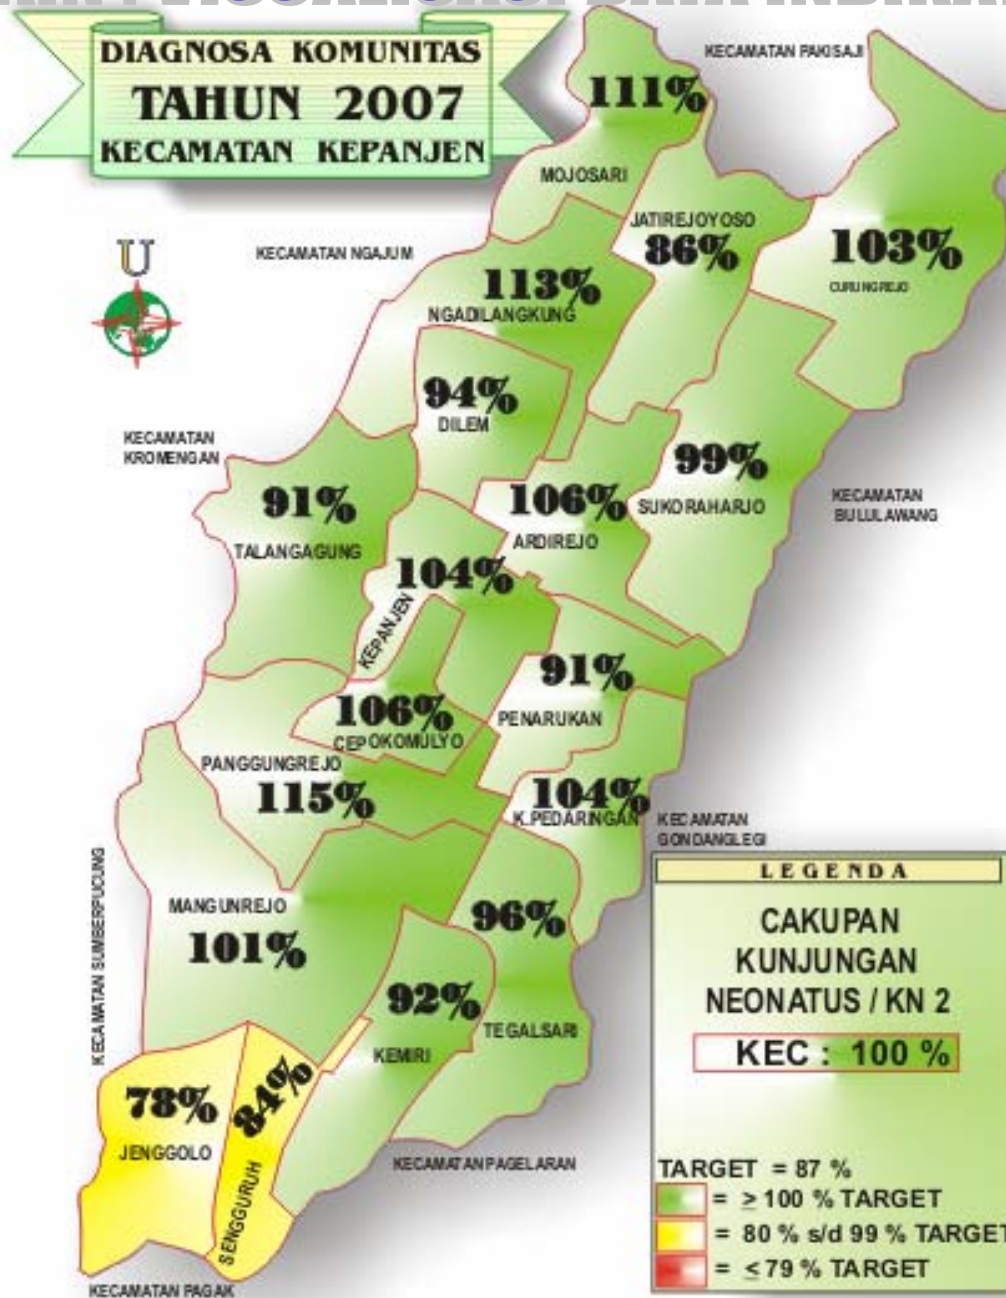 DIAGNOSA KOMUNITAS
TAHUN 2007
KECAMATAN KEPANJEN
KECAMATAN PAKISAJI
111%
MOJOSARI
JATIREJOYOSO
86%
103%
CURUNGREJO
U
KECAMATAN NGAJUM
113%
NGADILANGKUNG
94%
DILEM
KECAMATAN
KROMENGAN
99%
SUKORAHARJO
91%
TALANGAGUNG
106%
ARDIREJO
KECAMATAN
BULULAWANG
104%
KEPANJEN
91%
PENARUKAN
106%
CEPOKOMULYO
PANGGUNGREJO
115%
104%
K.PEDARINGAN
KECAMATAN
GONDANGLEGI
KECAMATAN SUMBERPUCUNG
MANGUNREJO
101%
96%
TEGALSARI
92%
KEMIRI
78%
JENGGOLO
84%
SENGGURUH
KECAMATAN PAGELARAN
KECAMATAN PAGAK
LEGENDA
CAKUPAN
KUNJUNGAN
NEONATUS / KN 2
KEC : 100 %
TARGET = 87 %
= ≥ 100 % TARGET
= 80 % s/d 99 % TARGET
= ≤ 79 % TARGET